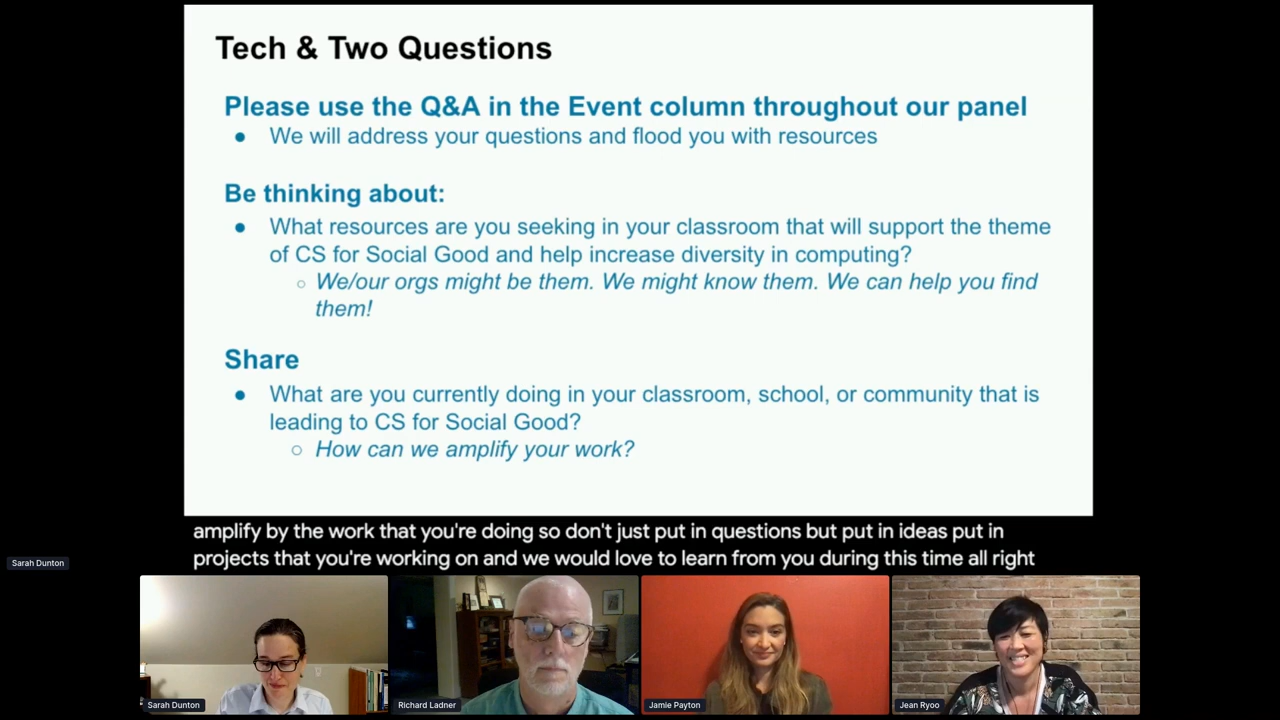 Tech & Two Questions
Please use the Q&A in the Event column throughout our panel
● We will address your questions and flood you with resources
Be thinking about:
● What resources are you seeking in your classroom that will support the theme
of CS for Social Good and help increase diversity in computing?
○ We/our orgs might be them. We might know them. We can help you find
them!
Share
● What are you currently doing in your classroom, school, or community that is
leading to CS for Social Good?
○ How can we amplify your work?
amplify by the work that you're doing so don't just put in questions but put in ideas put in
projects that you're working on and we would love to learn from you during this time all right
Sarah Dunton
Sarah Dunton
Richard Ladner
Jamie Payton
Jean Ryoo